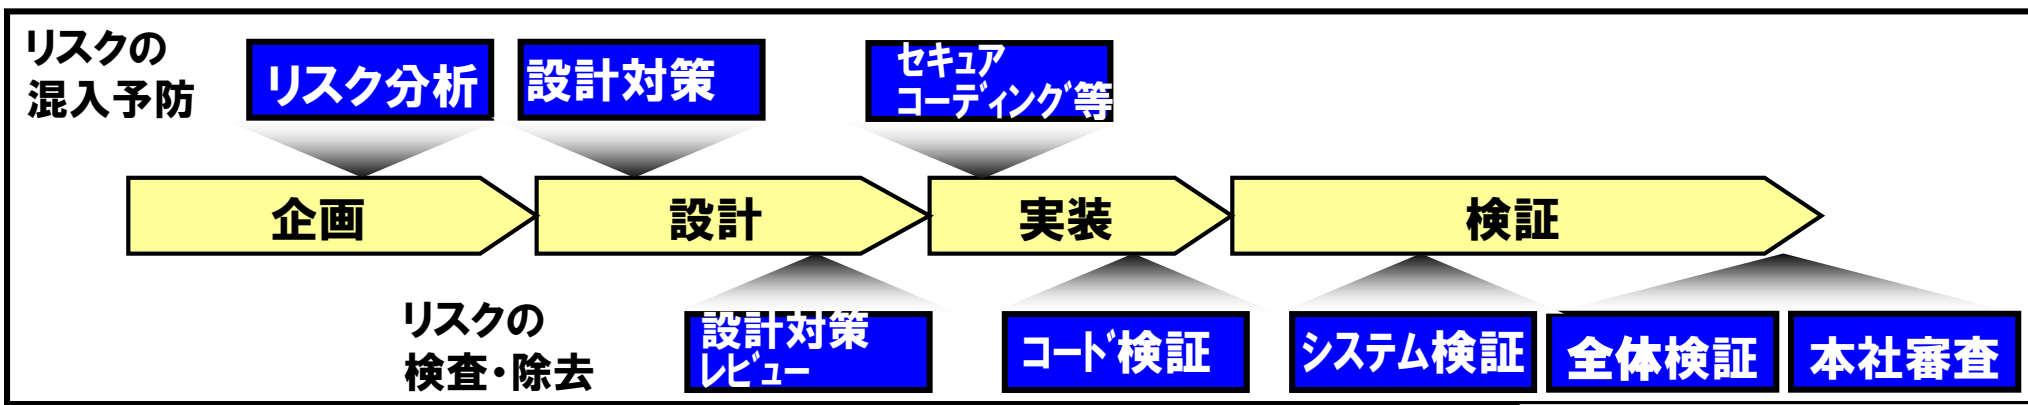 リスクの
混入予防
リスク分析
設計対策
セキュア
コーディング等
企画
設計
実装
検証
リスクの
検査・除去
設計対策
レビュー
コード検証
システム検証
全体検証
本社審査